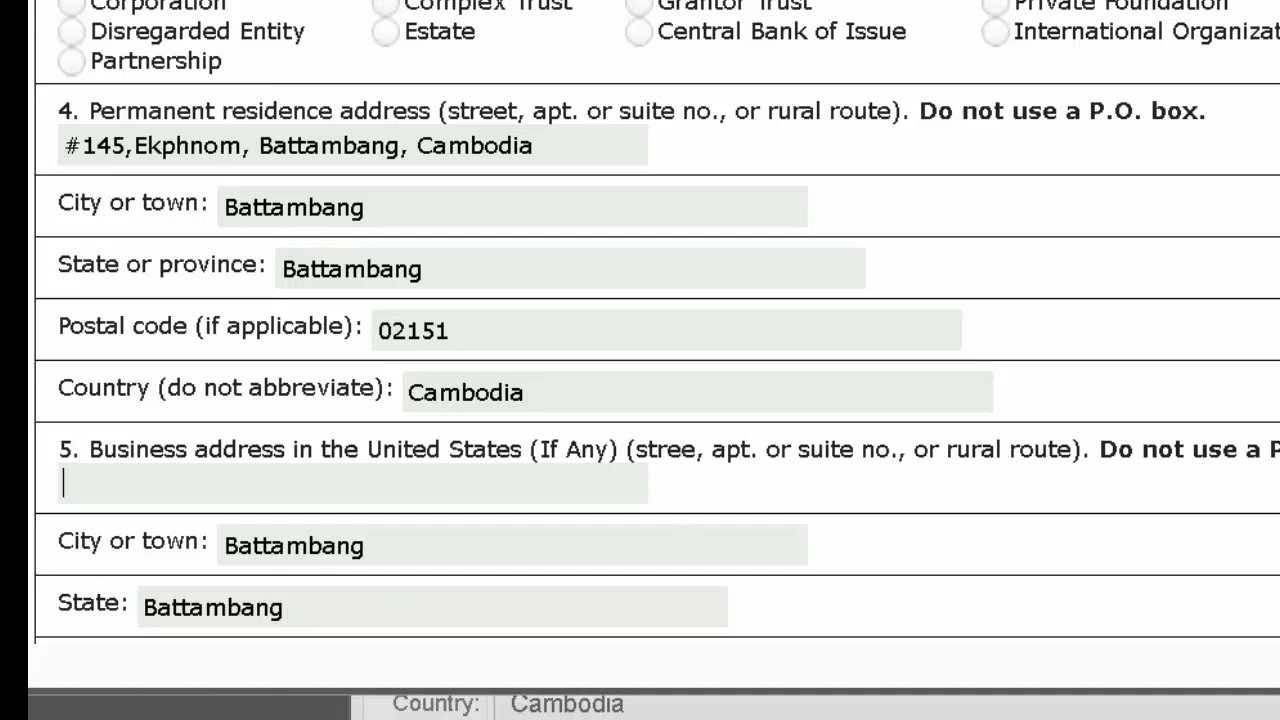 Corporation Complex Trust Grantor Trust Private Foundation
Disregarded Entity Estate Central Bank of Issue International Organizat
Partnership
4. Permanent residence address (street, apt. or suite no., or rural route). Do not use a P.O. box.
#145,Ekphnom, Battambang, Cambodia
City or town: Battambang
State or province: Battambang
Postal code (if applicable): 02151
Country (do not abbreviate): Cambodia
5. Business address in the United States (If Any) (stree, apt. or suite no., or rural route). Do not use a P
City or town: Battambang
State: Battambang
Country: Cambodia